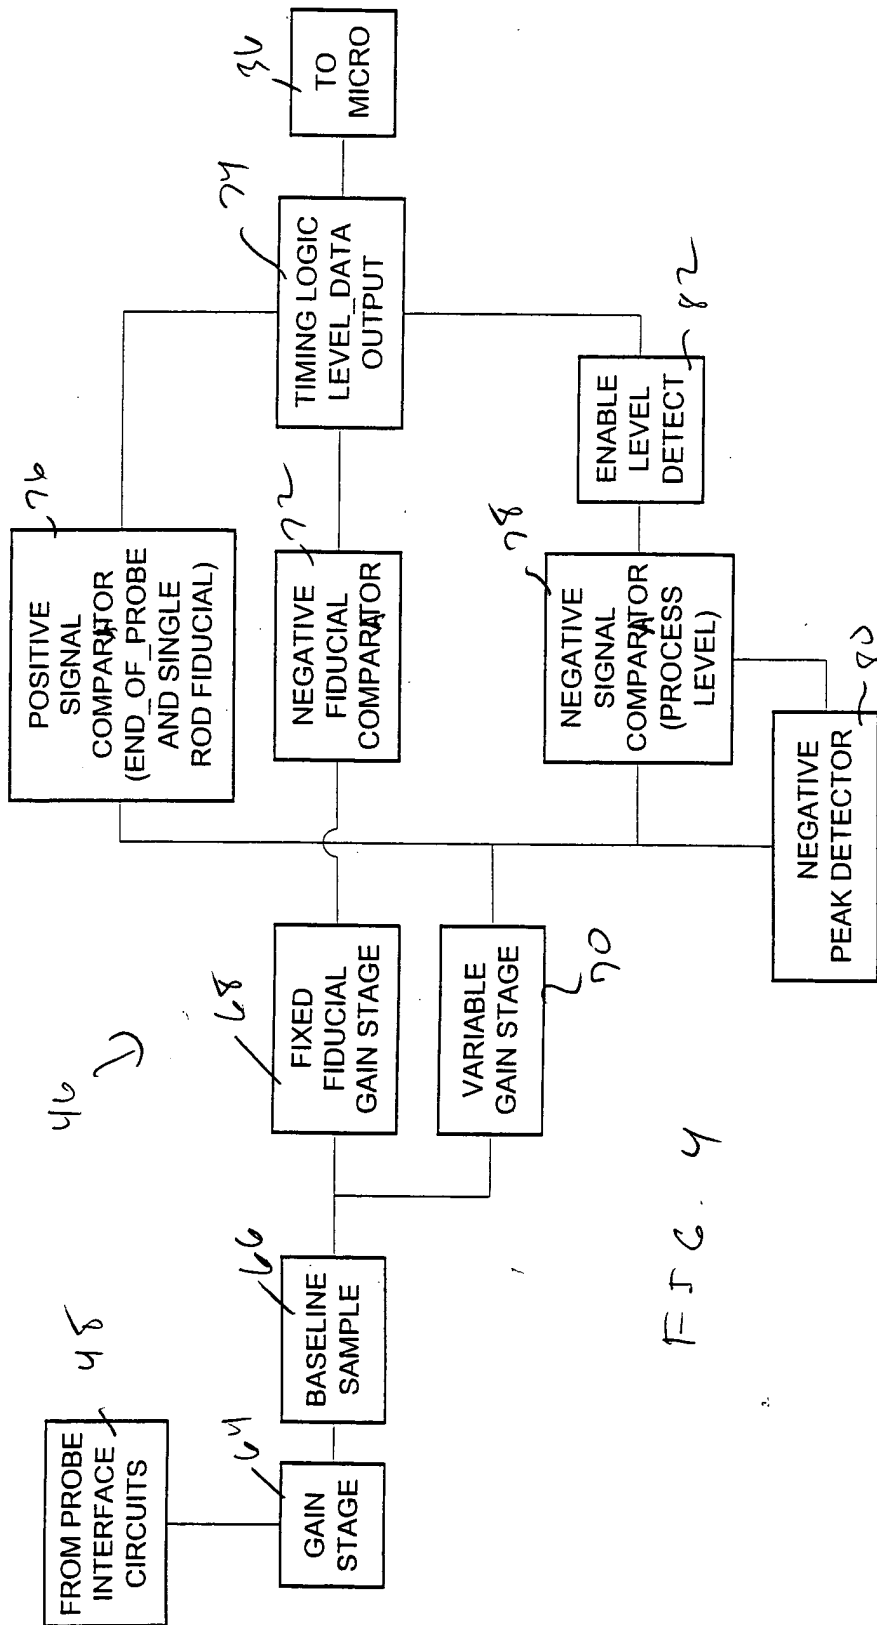 FROM PROBE
INTERFACE
CIRCUITS
48
GAIN
STAGE
64
BASELINE
SAMPLE
66
46
FIXED
FIDUCIAL
GAIN STAGE
68
VARIABLE
GAIN STAGE
70
POSITIVE
SIGNAL
COMPARATOR
(END_OF_PROBE
AND SINGLE
ROD FIDUCIAL)
76
NEGATIVE
FIDUCIAL
COMPARATOR
72
NEGATIVE
SIGNAL
COMPARATOR
(PROCESS
LEVEL)
78
NEGATIVE
PEAK DETECTOR
80
ENABLE
LEVEL
DETECT
82
TIMING LOGIC
LEVEL_DATA
OUTPUT
74
TO
MICRO
36
FIG. 4